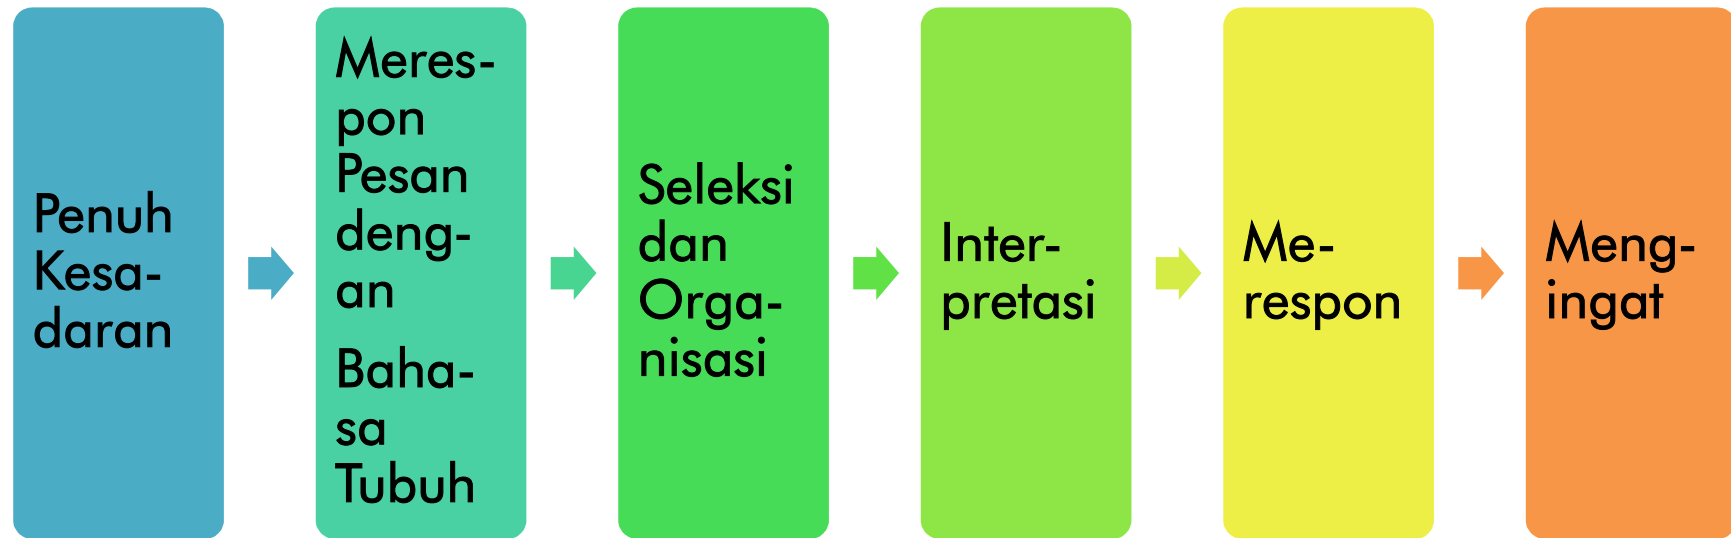 Penuh
Kesa-
daran
Meres-
pon
Pesan
deng-
an
Baha-
sa
Tubuh
Seleksi
dan
Orga-
nisasi
Inter-
pretasi
Me-
respon
Meng-
ingat